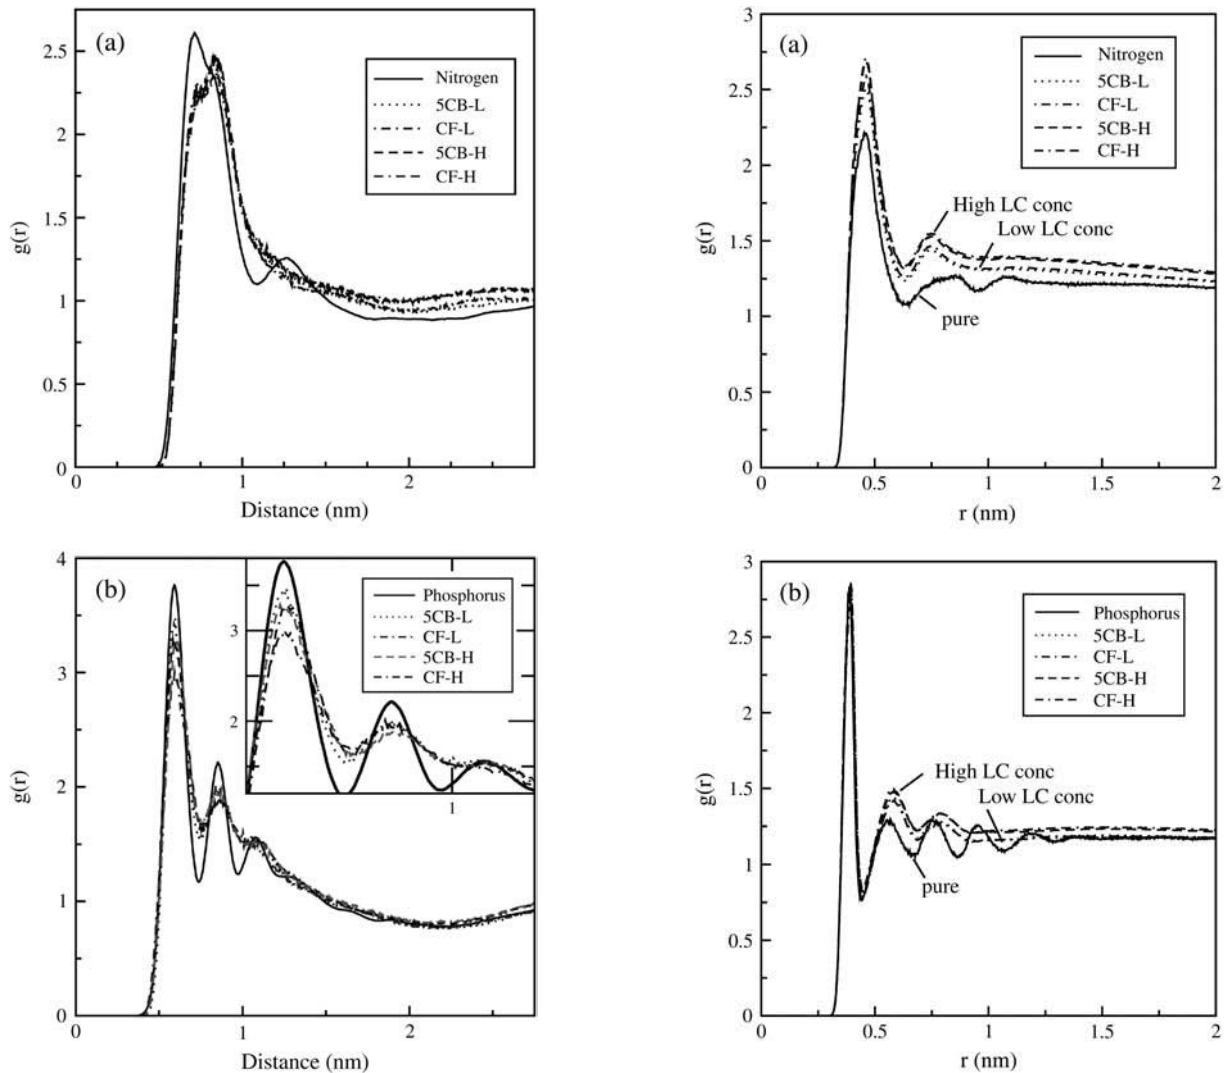 (a)
Nitrogen
5CB-L
CF-L
5CB-H
CF-H
2.5
2
1.5
1
0.5
0
g(r)
0
1
2
Distance (nm)
(a)
Nitrogen
5CB-L
CF-L
5CB-H
CF-H
High LC conc
Low LC conc
pure
3
2.5
2
1.5
1
0.5
0
g(r)
0
0.5
1
1.5
2
r (nm)
(b)
Phosphorus
5CB-L
CF-L
5CB-H
CF-H
3
2
1
4
3
2
1
0
g(r)
0
1
2
Distance (nm)
(b)
Phosphorus
5CB-L
CF-L
5CB-H
CF-H
High LC conc
Low LC conc
pure
3
2.5
2
1.5
1
0.5
0
g(r)
0
0.5
1
1.5
2
r (nm)